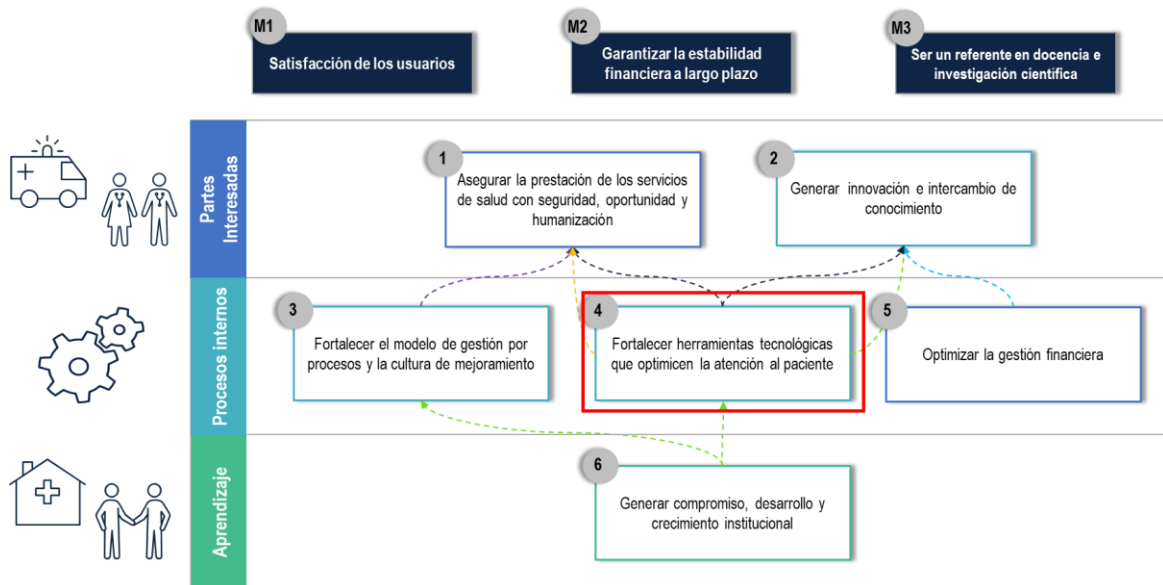 M1
Satisfacción de los usuarios
M2
Garantizar la estabilidad
financiera a largo plazo
M3
Ser un referente en docencia e
investigación científica
Partes
Interesadas
1
Asegurar la prestación de los servicios
de salud con seguridad, oportunidad y
humanización
2
Generar innovación e intercambio de
conocimiento
Procesos internos
3
Fortalecer el modelo de gestión por
procesos y la cultura de mejoramiento
4
Fortalecer herramientas tecnológicas
que optimicen la atención al paciente
5
Optimizar la gestión financiera
Aprendizaje
6
Generar compromiso, desarrollo y
crecimiento institucional